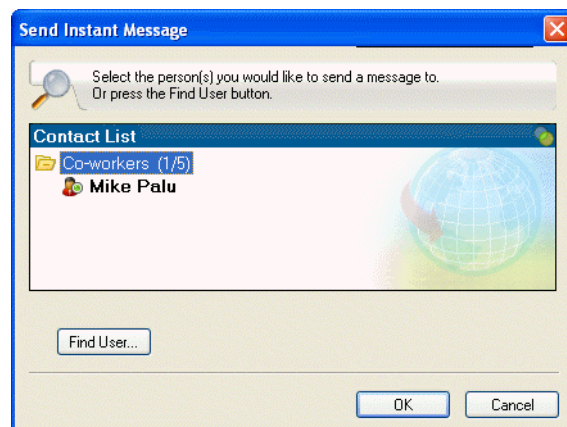 Send Instant Message
Select the person(s) you would like to send a message to.
Or press the Find User button.
Contact List
Co-workers (1/5)
Mike Palu
Find User...
OK
Cancel